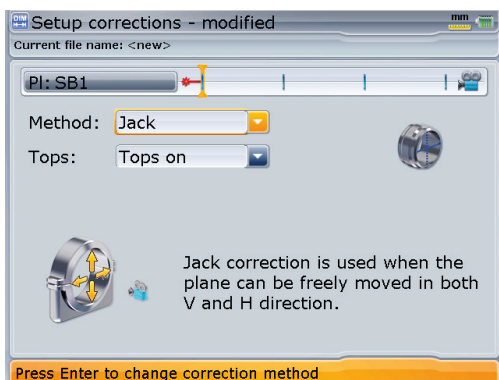 DIM
Setup corrections - modified
mm
Current file name: <new>
Pl: SB1
Method: Jack
Tops: Tops on
Jack correction is used when the
plane can be freely moved in both
V and H direction.
Press Enter to change correction method